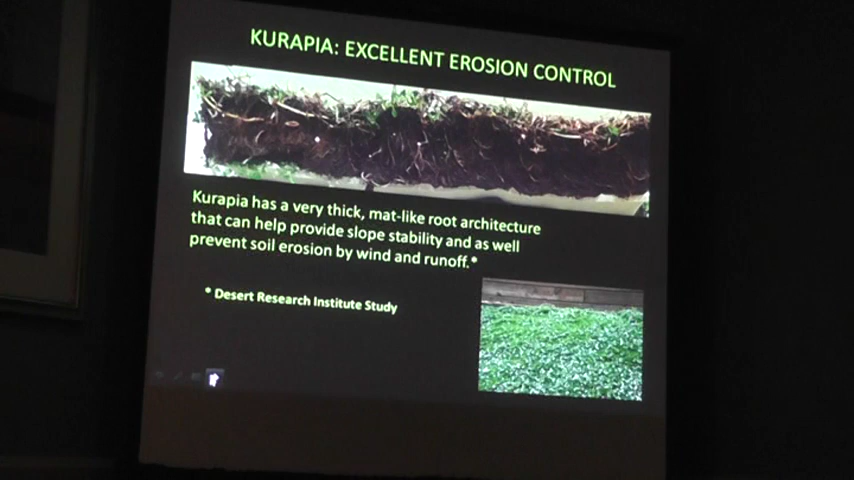 KURAPIA: EXCELLENT EROSION CONTROL
Kurapia has a very thick, mat-like root architecture
that can help provide slope stability and as well
prevent soil erosion by wind and runoff.*
* Desert Research Institute Study